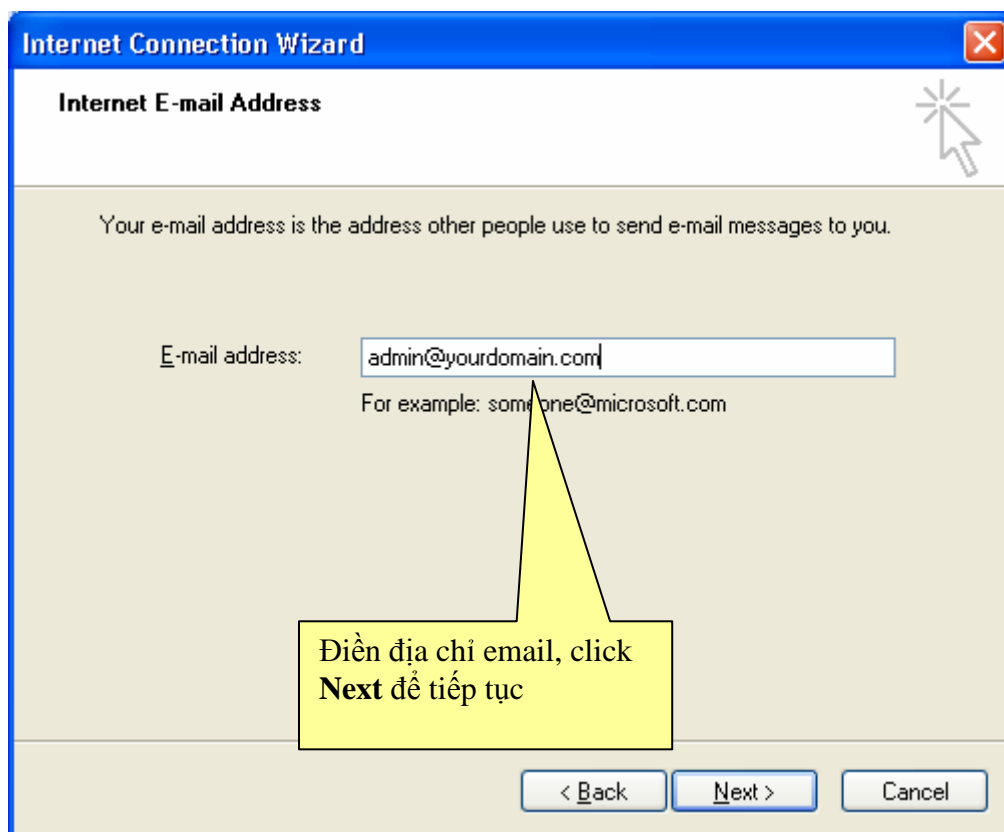 Internet Connection Wizard
Internet E-mail Address
Your e-mail address is the address other people use to send e-mail messages to you.
E-mail address: admin@yourdomain.com
For example: someone@microsoft.com
Điền địa chỉ email, click
Next để tiếp tục
< Back Next > Cancel